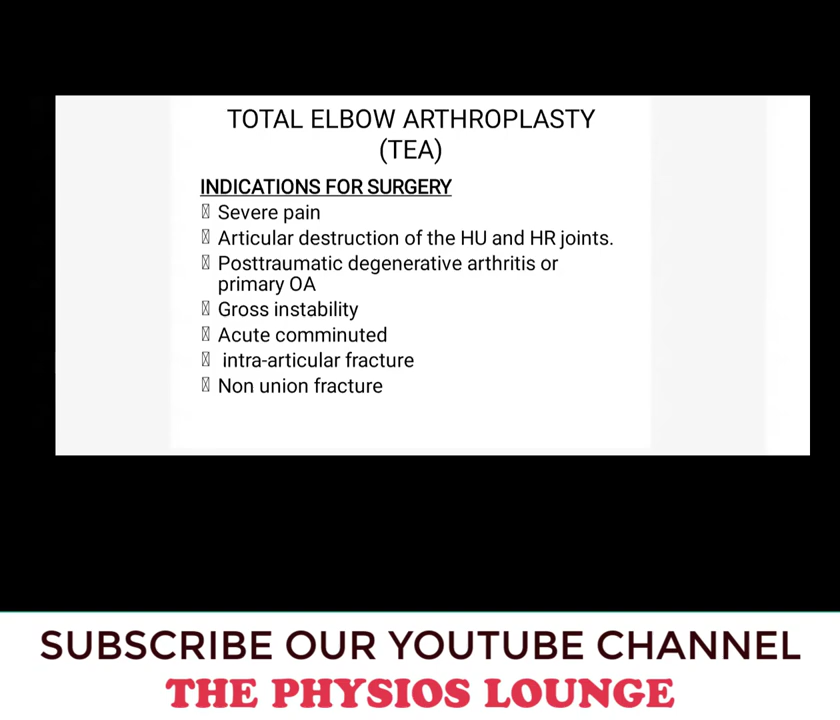 TOTAL ELBOW ARTHROPLASTY
(TEA)
INDICATIONS FOR SURGERY
Severe pain
Articular destruction of the HU and HR joints.
Posttraumatic degenerative arthritis or
primary OA
Gross instability
Acute comminuted
intra-articular fracture
Non union fracture
SUBSCRIBE OUR YOUTUBE CHANNEL
THE PHYSIOS LOUNGE